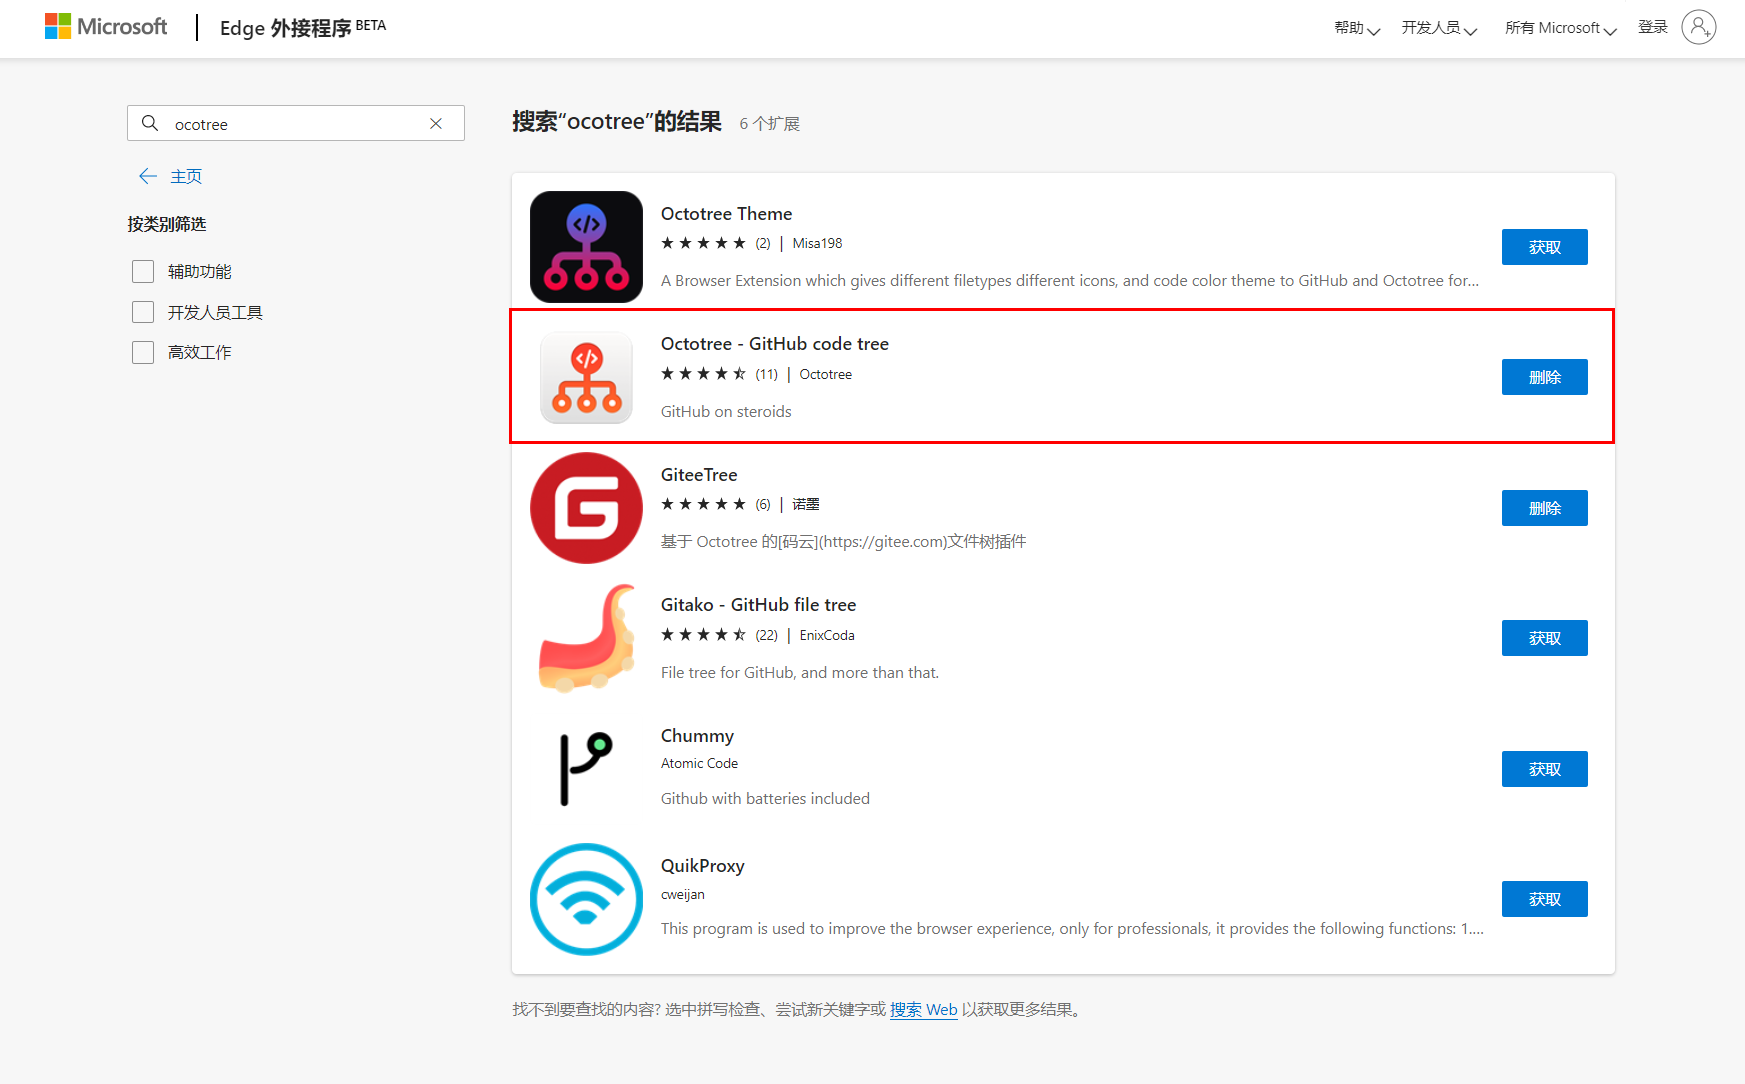 Microsoft
Edge 外接程序 BETA
帮助
开发人员
所有 Microsoft
登录
ocotree
主页
按类别筛选
辅助功能
开发人员工具
高效工作
搜索“ocotree”的结果 6 个扩展
Octotree Theme
(2) | Misa198
A Browser Extension which gives different filetypes different icons, and code color theme to GitHub and Octotree for...
获取
Octotree - GitHub code tree
(11) | Octotree
GitHub on steroids
删除
GiteeTree
(6) | 诺墨
基于 Octotree 的[码云](https://gitee.com)文件树插件
删除
Gitako - GitHub file tree
(22) | EnixCoda
File tree for GitHub, and more than that.
获取
Chummy
Atomic Code
Github with batteries included
获取
QuikProxy
cweijan
This program is used to improve the browser experience, only for professionals, it provides the following functions: 1....
获取
找不到要查找的内容? 选中拼写检查、尝试新关键字或 搜索 Web 以获取更多结果。